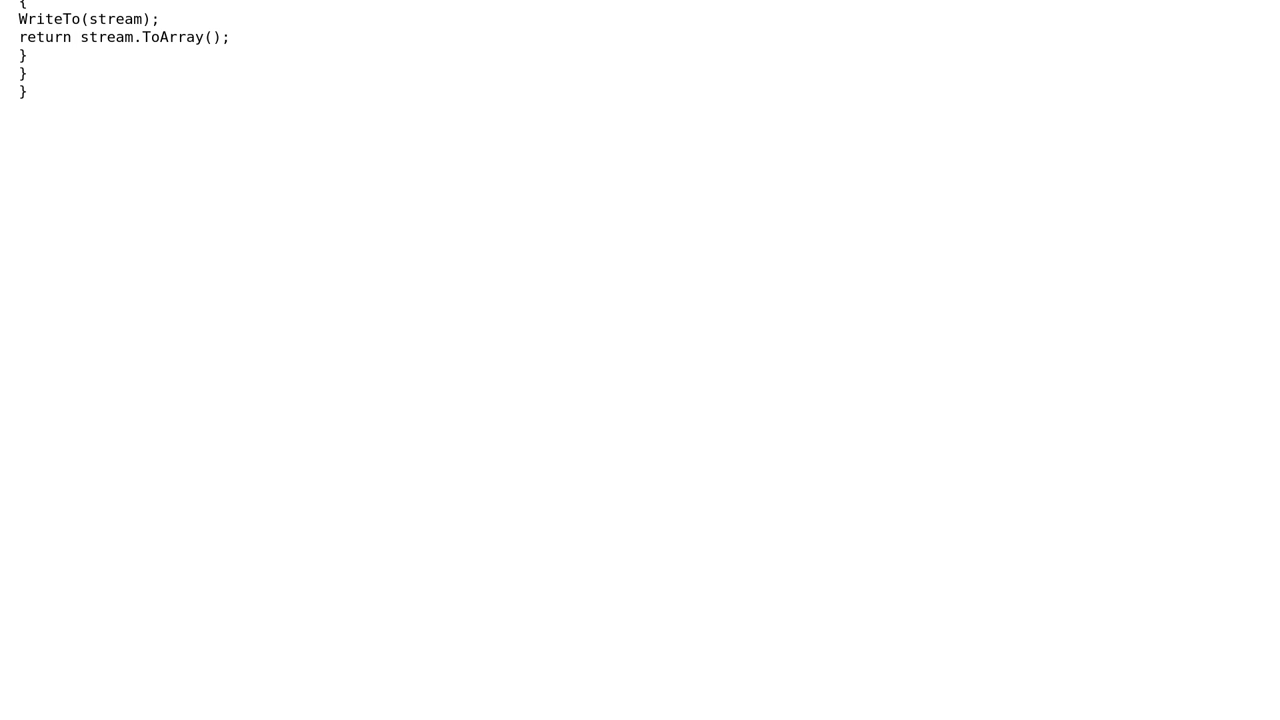 {
WriteTo(stream);
return stream.ToArray();
}
}
}